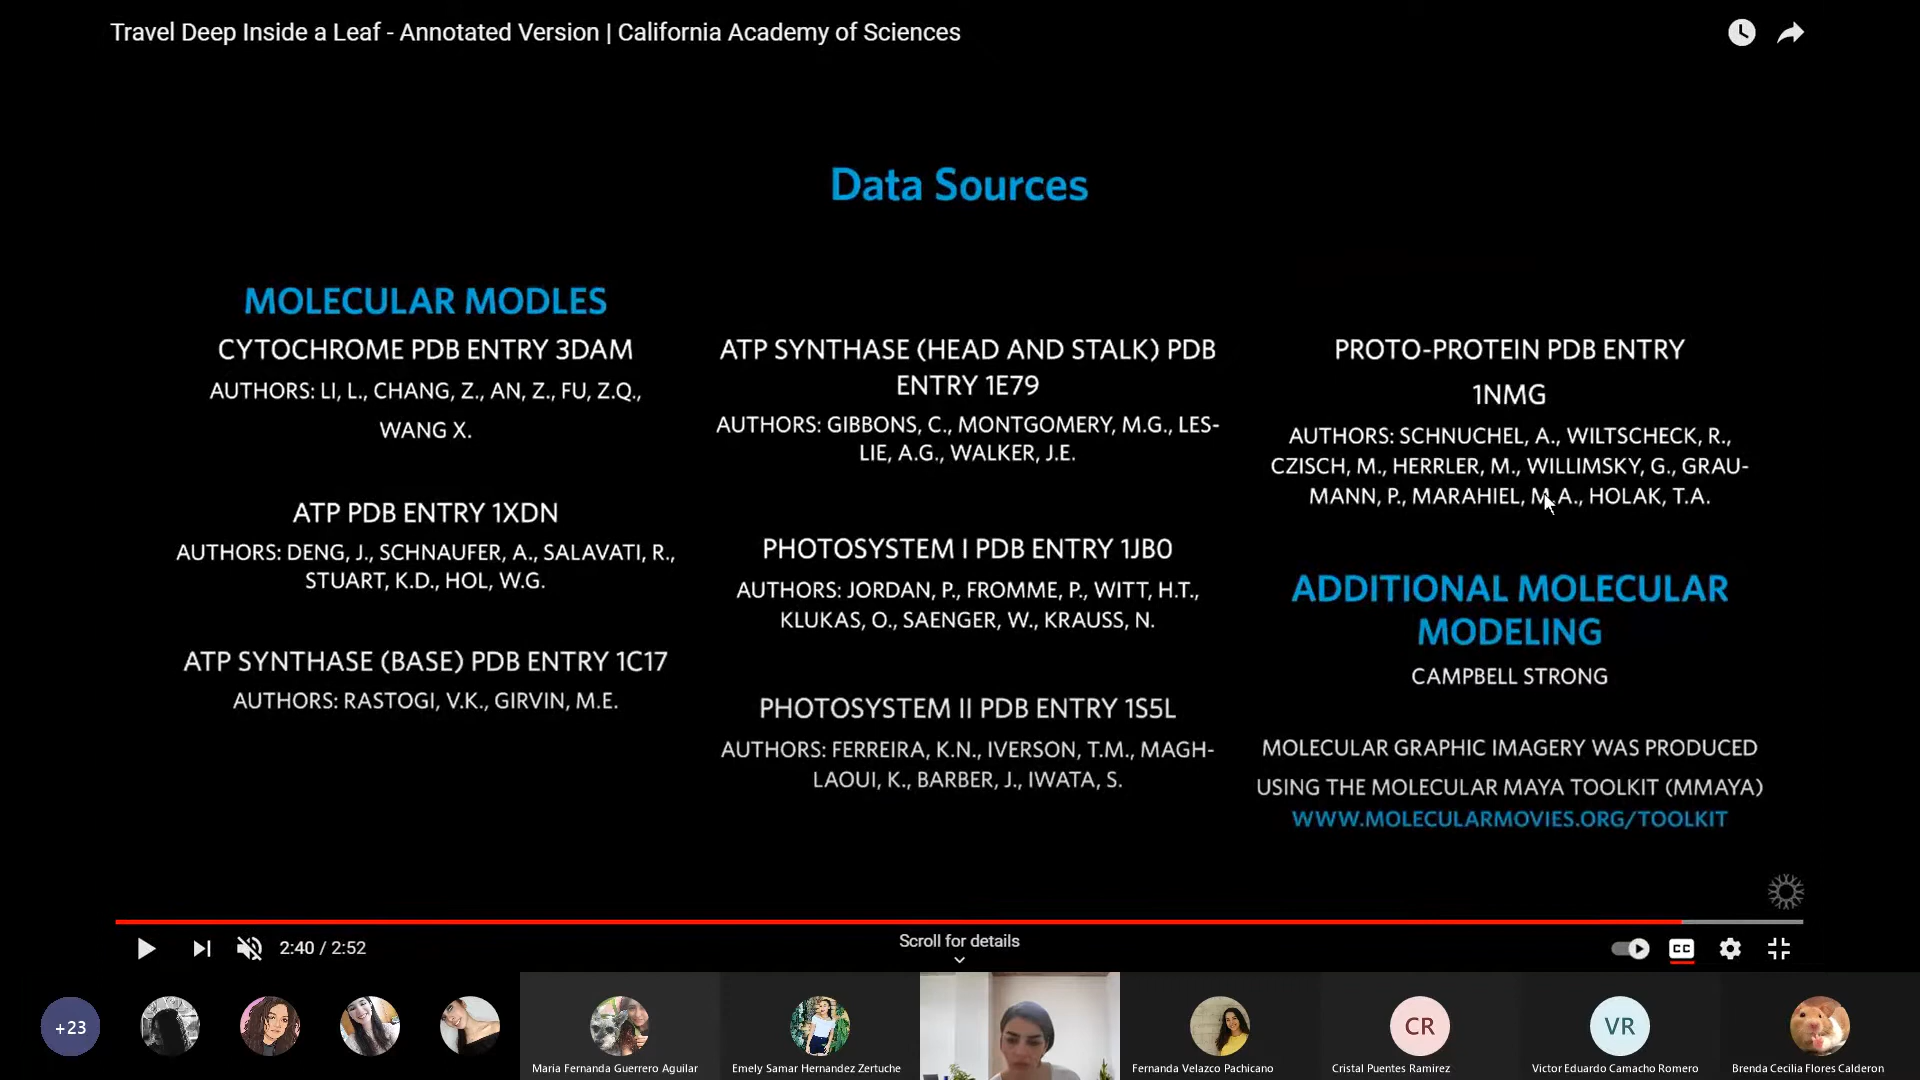 Travel Deep Inside a Leaf - Annotated Version | California Academy of Sciences
Data Sources
MOLECULAR MODLES
CYTOCHROME PDB ENTRY 3DAM
AUTHORS: LI, L., CHANG, Z., AN, Z., FU, Z.Q.,
WANG X.
ATP PDB ENTRY 1XDN
AUTHORS: DENG, J., SCHNAUFER, A., SALAVATI, R.,
STUART, K.D., HOL, W.G.
ATP SYNTHASE (BASE) PDB ENTRY 1C17
AUTHORS: RASTOGI, V.K., GIRVIN, M.E.
ATP SYNTHASE (HEAD AND STALK) PDB
ENTRY 1E79
AUTHORS: GIBBONS, C., MONTGOMERY, M.G., LES-
LIE, A.G., WALKER, J.E.
PHOTOSYSTEM I PDB ENTRY 1JB0
AUTHORS: JORDAN, P., FROMME, P., WITT, H.T.,
KLUKAS, O., SAENGER, W., KRAUSS, N.
PHOTOSYSTEM II PDB ENTRY 1S5L
AUTHORS: FERREIRA, K.N., IVERSON, T.M., MAGH-
LAOUI, K., BARBER, J., IWATA, S.
PROTO-PROTEIN PDB ENTRY
1NMG
AUTHORS: SCHNUCHEL, A., WILTSCHECK, R.,
CZISCH, M., HERRLER, M., WILLIMSKY, G., GRAU-
MANN, P., MARAHIEL, M.A., HOLAK, T.A.
ADDITIONAL MOLECULAR
MODELING
CAMPBELL STRONG
MOLECULAR GRAPHIC IMAGERY WAS PRODUCED
USING THE MOLECULAR MAYA TOOLKIT (MMAYA)
WWW.MOLECULARMOVIES.ORG/TOOLKIT
2:40 / 2:52
Scroll for details
CC
+23
CR
VR
Maria Fernanda Guerrero Aguilar
Emely Samar Hernandez Zertuche
Fernanda Velazco Pachicano
Cristal Puentes Ramirez
Victor Eduardo Camacho Romero
Brenda Cecilia Flores Calderon